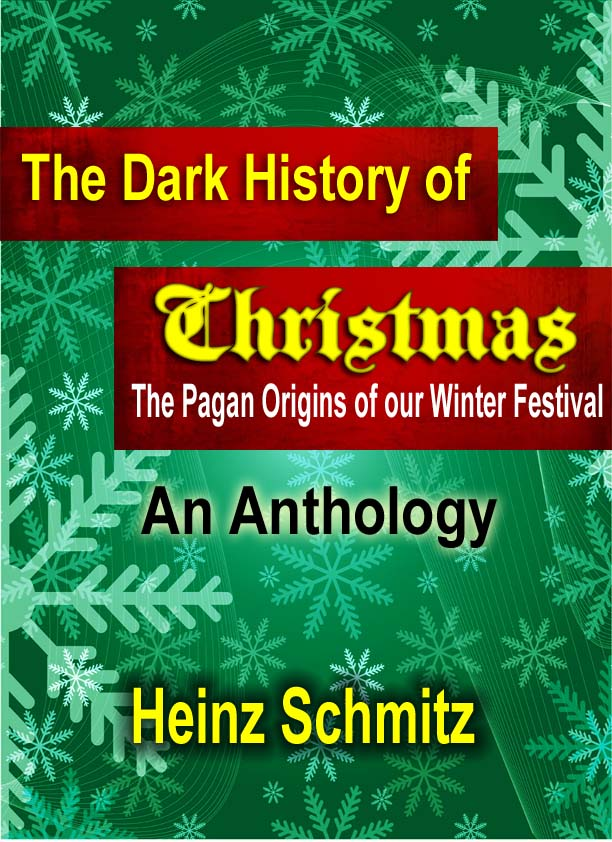 The Dark History of
Christmas
The Pagan Origins of our Winter Festival
An Anthology
Heinz Schmitz